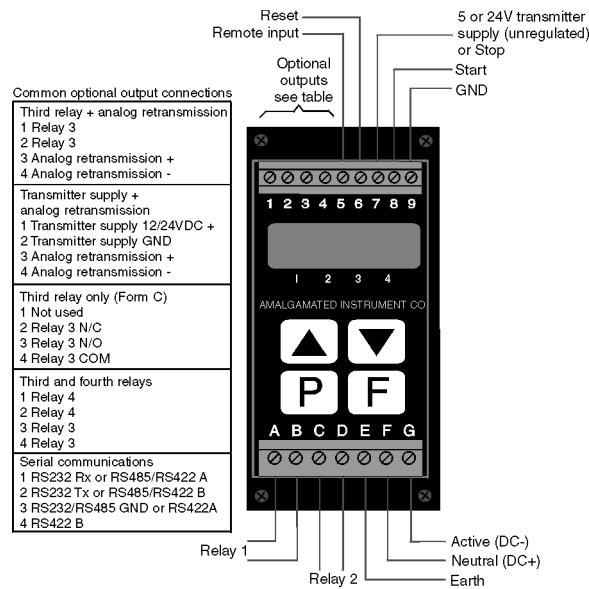 Reset
Remote input
5 or 24V transmitter
supply (unregulated)
or Stop
Start
GND
Optional
outputs
see table
Common optional output connections
Third relay + analog retransmission
1 Relay 3
2 Relay 3
3 Analog retransmission +
4 Analog retransmission -
Transmitter supply +
analog retransmission
1 Transmitter supply 12/24VDC +
2 Transmitter supply GND
3 Analog retransmission +
4 Analog retransmission -
Third relay only (Form C)
1 Not used
2 Relay 3 N/C
3 Relay 3 N/O
4 Relay 3 COM
Third and fourth relays
1 Relay 4
2 Relay 4
3 Relay 3
4 Relay 3
Serial communications
1 RS232 Rx or RS485/RS422 A
2 RS232 Tx or RS485/RS422 B
3 RS232/RS485 GND or RS422A
4 RS422 B
1 2 3 4 5 6 7 8 9
1 2 3 4
AMALGAMATED INSTRUMENT CO
P F
A B C D E F G
Relay 1
Relay 2
Active (DC-)
Neutral (DC+)
Earth